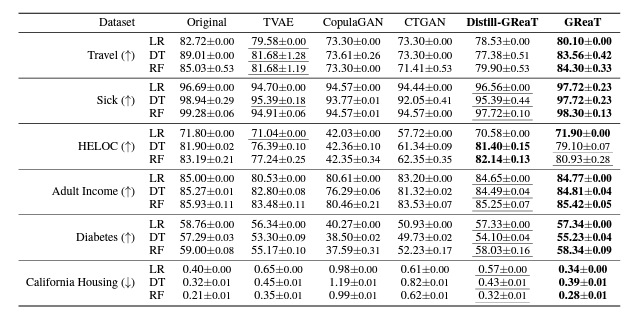 Dataset Original TVAE CopulaGAN CTGAN Distill-GReaT GReaT
LR 82.72±0.00 79.58±0.00 73.30±0.00 73.30±0.00 78.53±0.00 80.10±0.00
Travel (↑) DT 89.01±0.00 81.68±1.28 73.61±0.26 73.30±0.00 77.38±0.51 83.56±0.42
RF 85.03±0.53 81.68±1.19 73.30±0.00 71.41±0.53 79.90±0.53 84.30±0.33
LR 96.69±0.00 94.70±0.00 94.57±0.00 94.44±0.00 96.56±0.00 97.72±0.23
Sick (↑) DT 98.94±0.29 95.39±0.18 93.77±0.01 92.05±0.41 95.39±0.44 97.72±0.23
RF 99.28±0.06 94.91±0.06 94.57±0.01 94.57±0.00 97.72±0.10 98.30±0.13
LR 71.80±0.00 71.04±0.00 42.03±0.00 57.72±0.00 70.58±0.00 71.90±0.00
HELOC (↑) DT 81.90±0.02 76.39±0.10 42.36±0.10 61.34±0.09 81.40±0.15 79.10±0.07
RF 83.19±0.21 77.24±0.25 42.35±0.34 62.35±0.35 82.14±0.13 80.93±0.28
LR 85.00±0.00 80.53±0.00 80.61±0.00 83.20±0.00 84.65±0.00 84.77±0.00
Adult Income (↑) DT 85.27±0.01 82.80±0.08 76.29±0.06 81.32±0.02 84.49±0.04 84.81±0.04
RF 85.93±0.11 83.48±0.11 80.46±0.21 83.53±0.07 85.25±0.07 85.42±0.05
LR 58.76±0.00 56.34±0.00 40.27±0.00 50.93±0.00 57.33±0.00 57.34±0.00
Diabetes (↑) DT 57.29±0.03 53.30±0.09 38.50±0.02 49.73±0.02 54.10±0.04 55.23±0.04
RF 59.00±0.08 55.17±0.10 37.59±0.31 52.23±0.17 58.03±0.16 58.34±0.09
LR 0.40±0.00 0.65±0.00 0.98±0.00 0.61±0.00 0.57±0.00 0.34±0.00
California Housing (↓) DT 0.32±0.01 0.45±0.01 1.19±0.01 0.82±0.01 0.43±0.01 0.39±0.01
RF 0.21±0.01 0.35±0.01 0.99±0.01 0.62±0.01 0.32±0.01 0.28±0.01